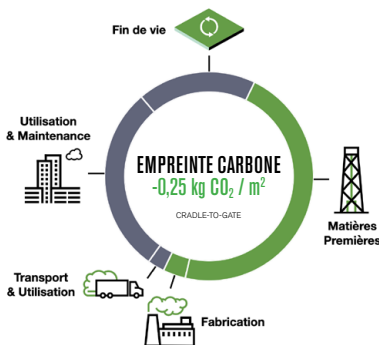 Fin de vie
Utilisation
& Maintenance
EMPREINTE CARBONE
-0,25 kg CO₂ / m²
CRADLE-TO-GATE
Matières
Premières
Transport
& Utilisation
Fabrication